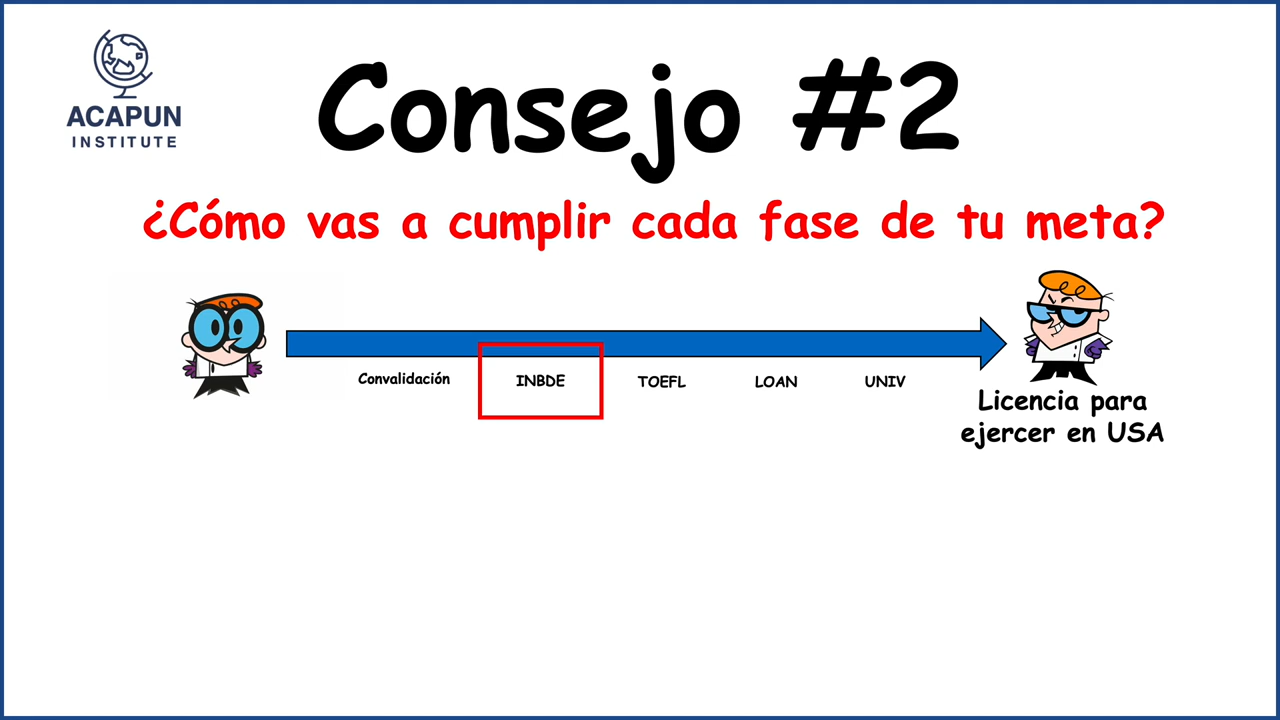 ACAPUN
INSTITUTE
Consejo #2
¿Cómo vas a cumplir cada fase de tu meta?
Convalidación
INBDE
TOEFL
LOAN
UNIV
Licencia para
ejercer en USA